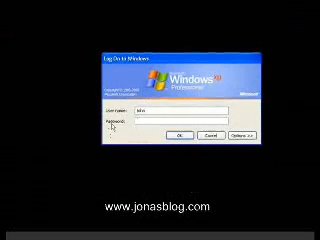 Log On to Windows
Windows xp
Professional
Microsoft
User name:
Password:
OK
Cancel
Options >>
www.jonasblog.com